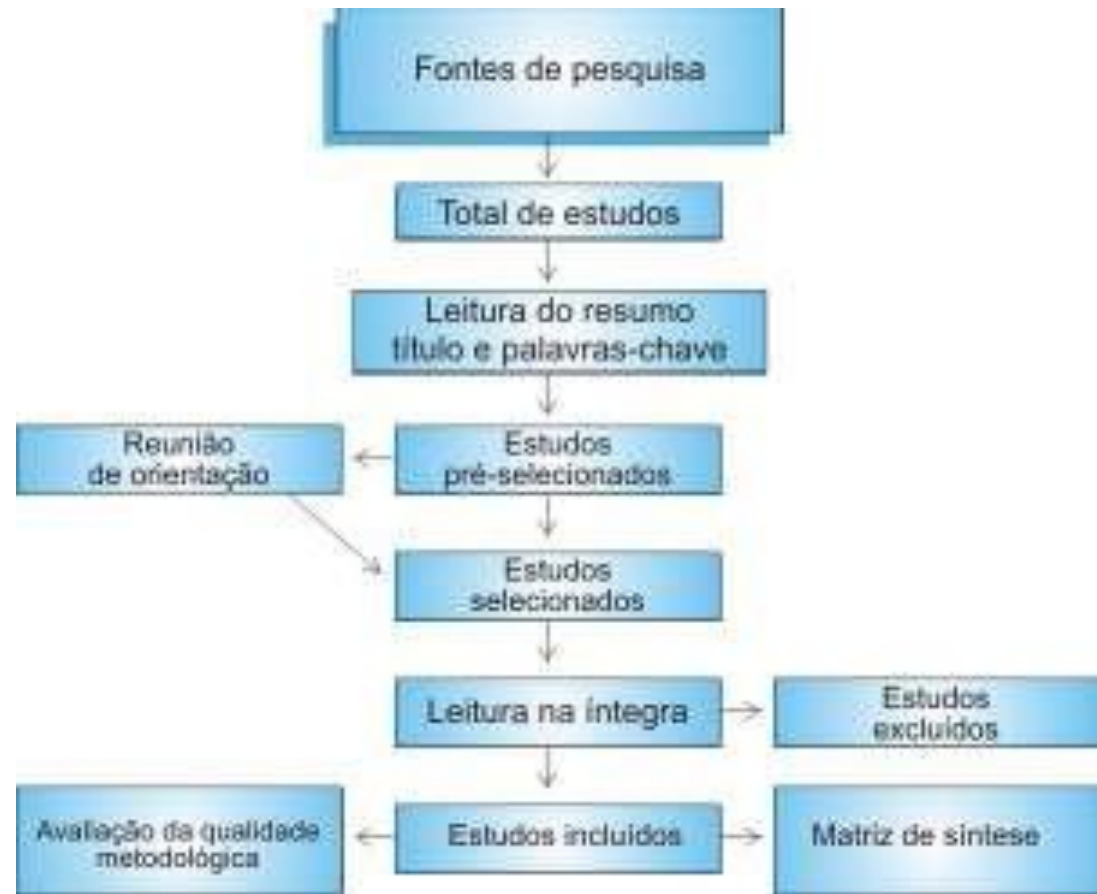 Fontes de pesquisa
Total de estudos
Leitura do resumo
título e palavras-chave
Reunião
de orientação
Estudos
pré-selecionados
Estudos
selecionados
Leitura na íntegra
Estudos
excluídos
Avaliação da qualidade
metodológica
Estudos incluídos
Matriz de síntese